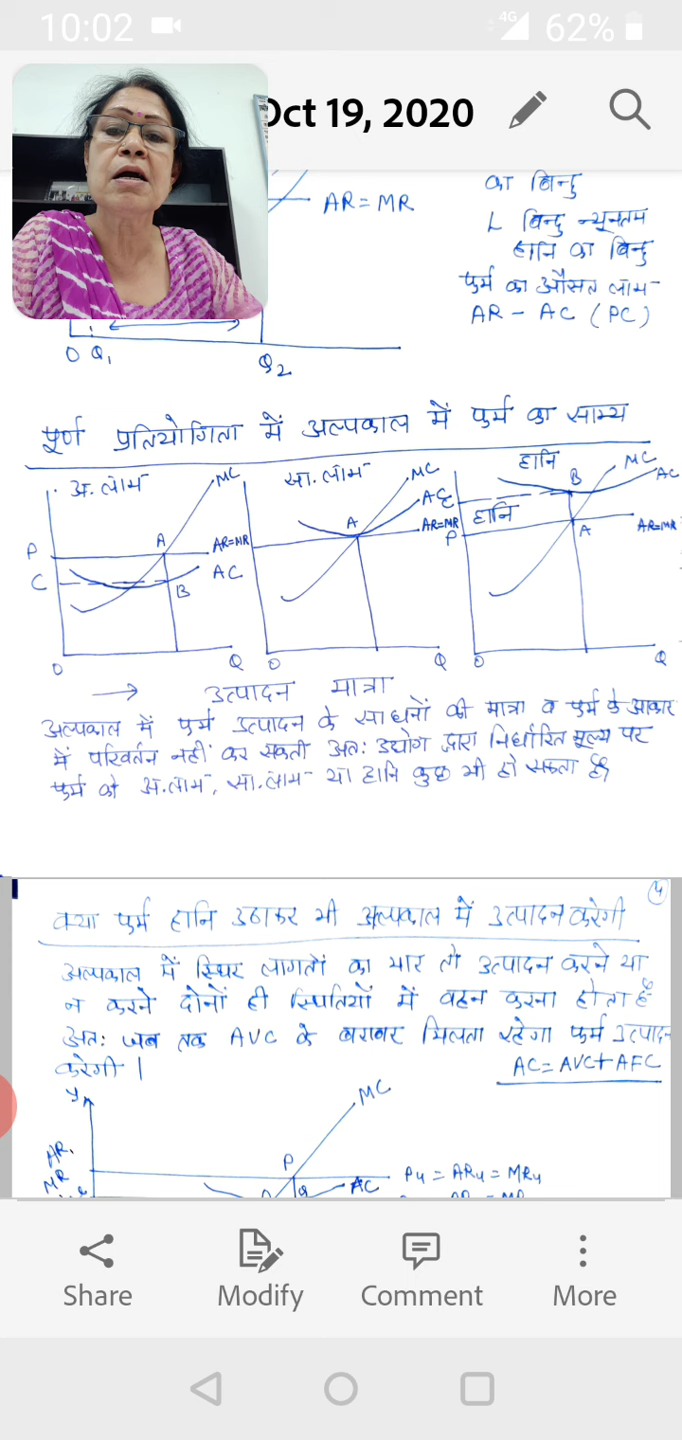 10:02
4G
62%
Oct 19, 2020
AR = MR
का बिन्दु
L बिन्दु न्यूनतम
हानि का बिन्दु
फर्म का औसत लाभ
AR - AC (PC)
O Q1
Q2
पूर्ण प्रतियोगिता में अल्पकाल में फर्म का साम्य
अ. लाभ
MC
P
A
AR=MR
C
AC
B
O
Q
सा. लाभ
MC
AC
A
AR=MR
O
Q
हानि
MC
B
AC
हानि
P
A
AR=MR
O
Q
→ उत्पादन मात्रा
अल्पकाल में फर्म उत्पादन के साधनों की मात्रा व फर्म के आकार
में परिवर्तन नहीं कर सकती अतः उद्योग द्वारा निर्धारित मूल्य पर
फर्म को अ.लाभ, सा.लाभ या हानि कुछ भी हो सकता है
4
क्या फर्म हानि उठाकर भी अल्पकाल में उत्पादन करेगी
अल्पकाल में स्थिर लागतों का भार तो उत्पादन करने या
न करने दोनों ही स्थितियों में वहन करना होता है
अतः जब तक AVC के बराबर मिलता रहेगा फर्म उत्पादन
करेगी।
AC = AVC + AFC
Y
MC
AR,
MR
P
AC
P4 = AR4 = MR4
Share
Modify
Comment
More